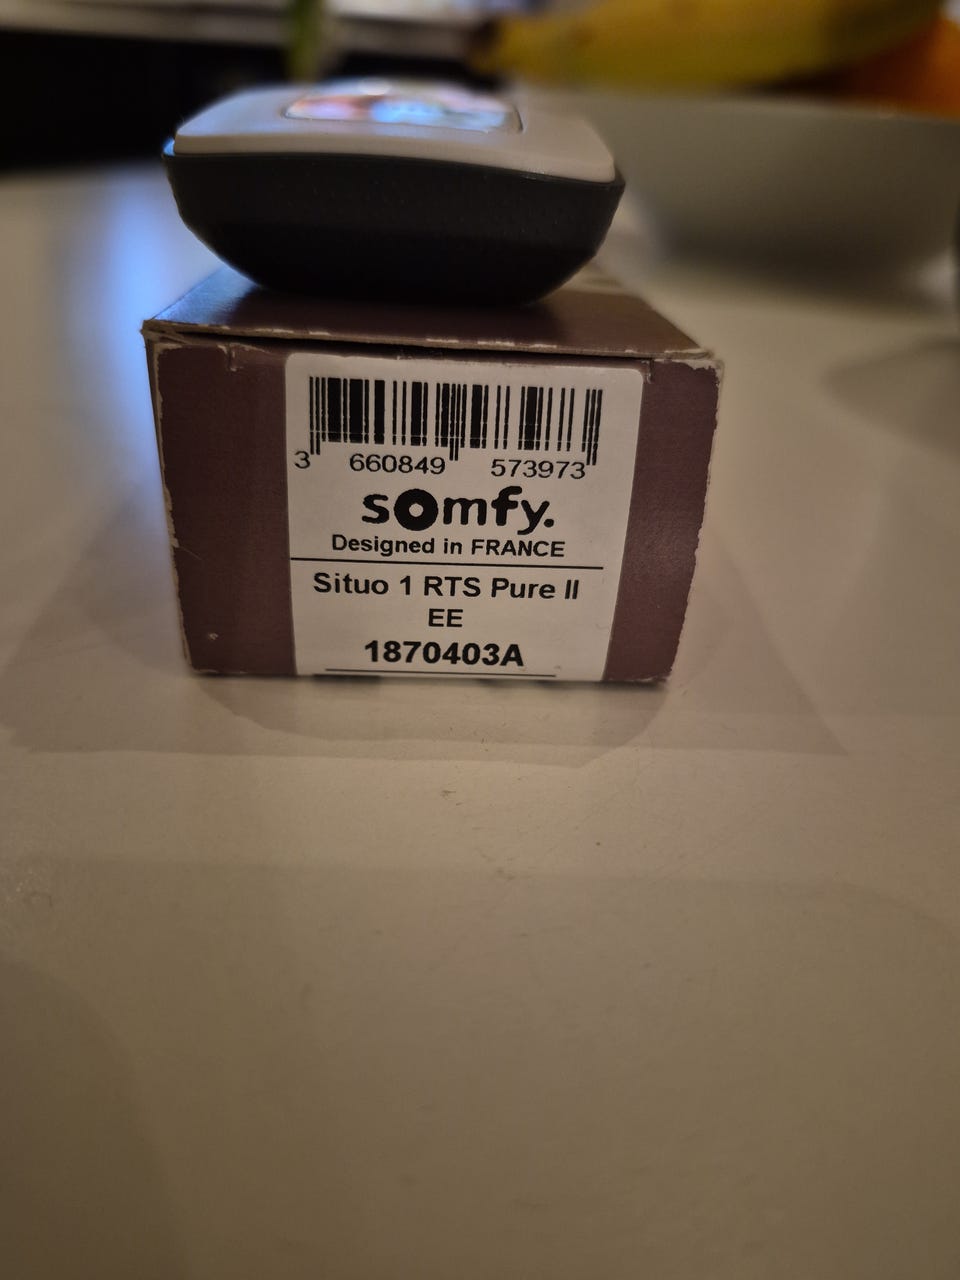 3 660849 573973
somfy.
Designed in FRANCE
Situo 1 RTS Pure II
EE
1870403A